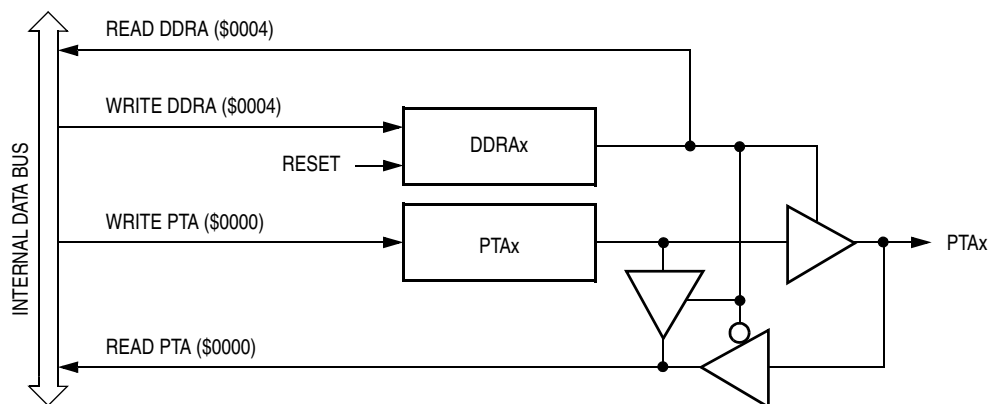 READ DDRA ($0004)
WRITE DDRA ($0004)
DDRAx
RESET
INTERNAL DATA BUS
WRITE PTA ($0000)
PTAx
PTAx
READ PTA ($0000)